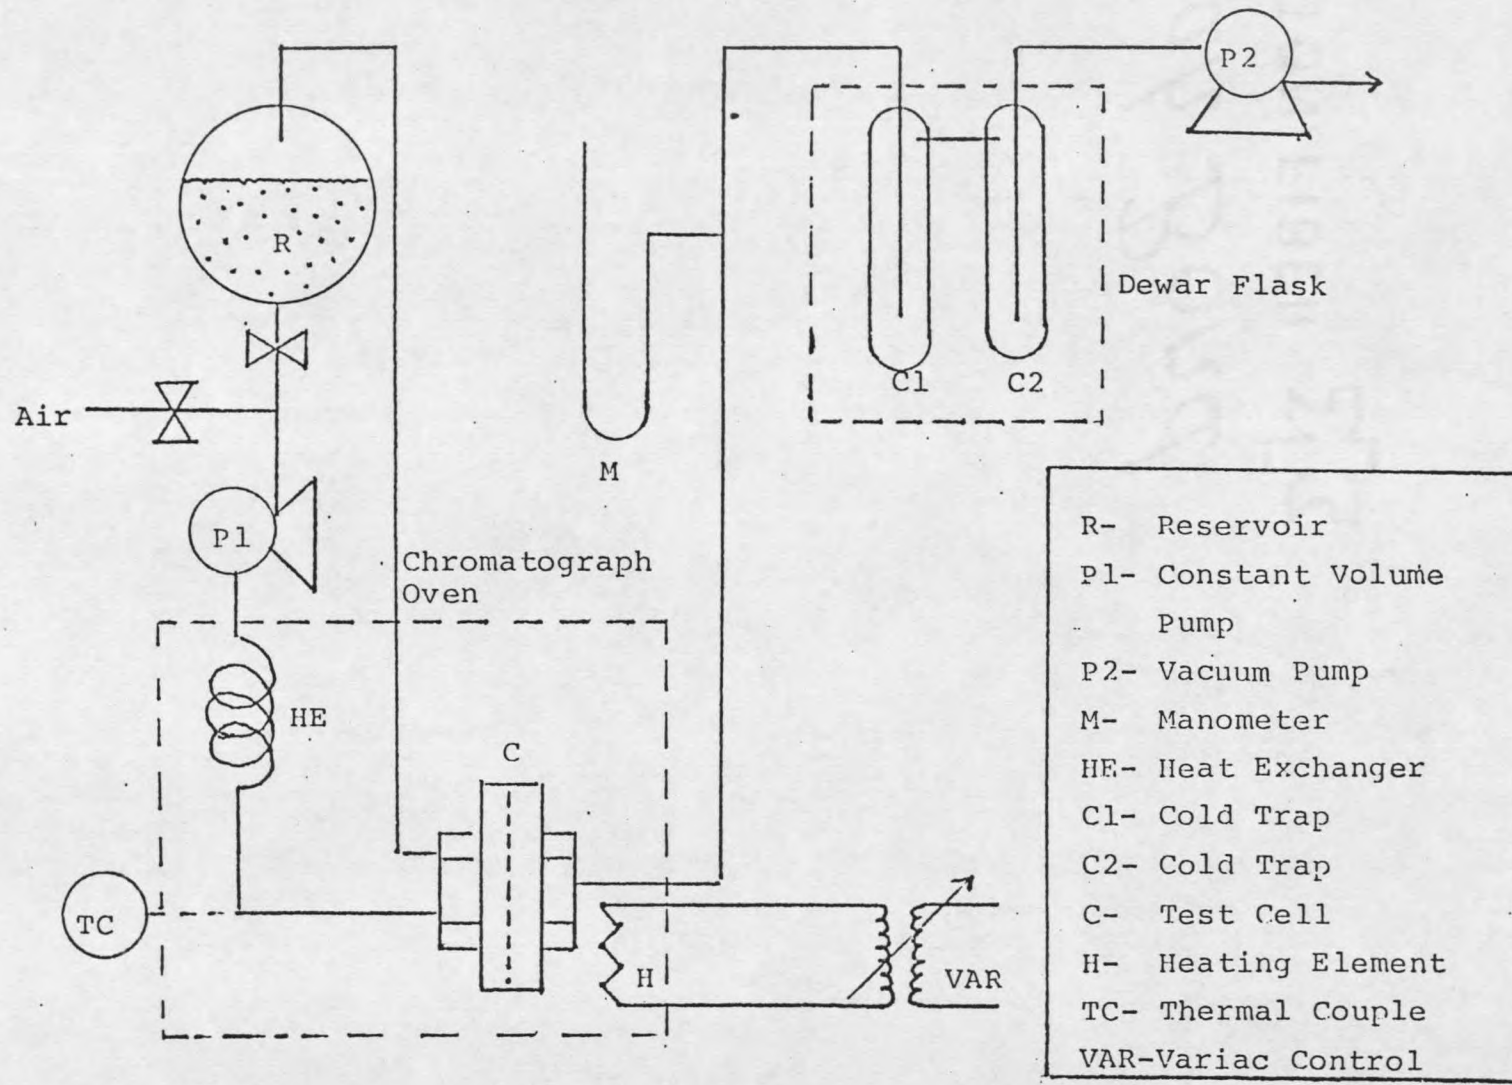 P2
R
Dewar Flask
C1
C2
Air
M
P1
Chromatograph
Oven
HE
C
TC
H
VAR
R- Reservoir
P1- Constant Volume
Pump
P2- Vacuum Pump
M- Manometer
HE- Heat Exchanger
C1- Cold Trap
C2- Cold Trap
C- Test Cell
H- Heating Element
TC- Thermal Couple
VAR-Variac Control